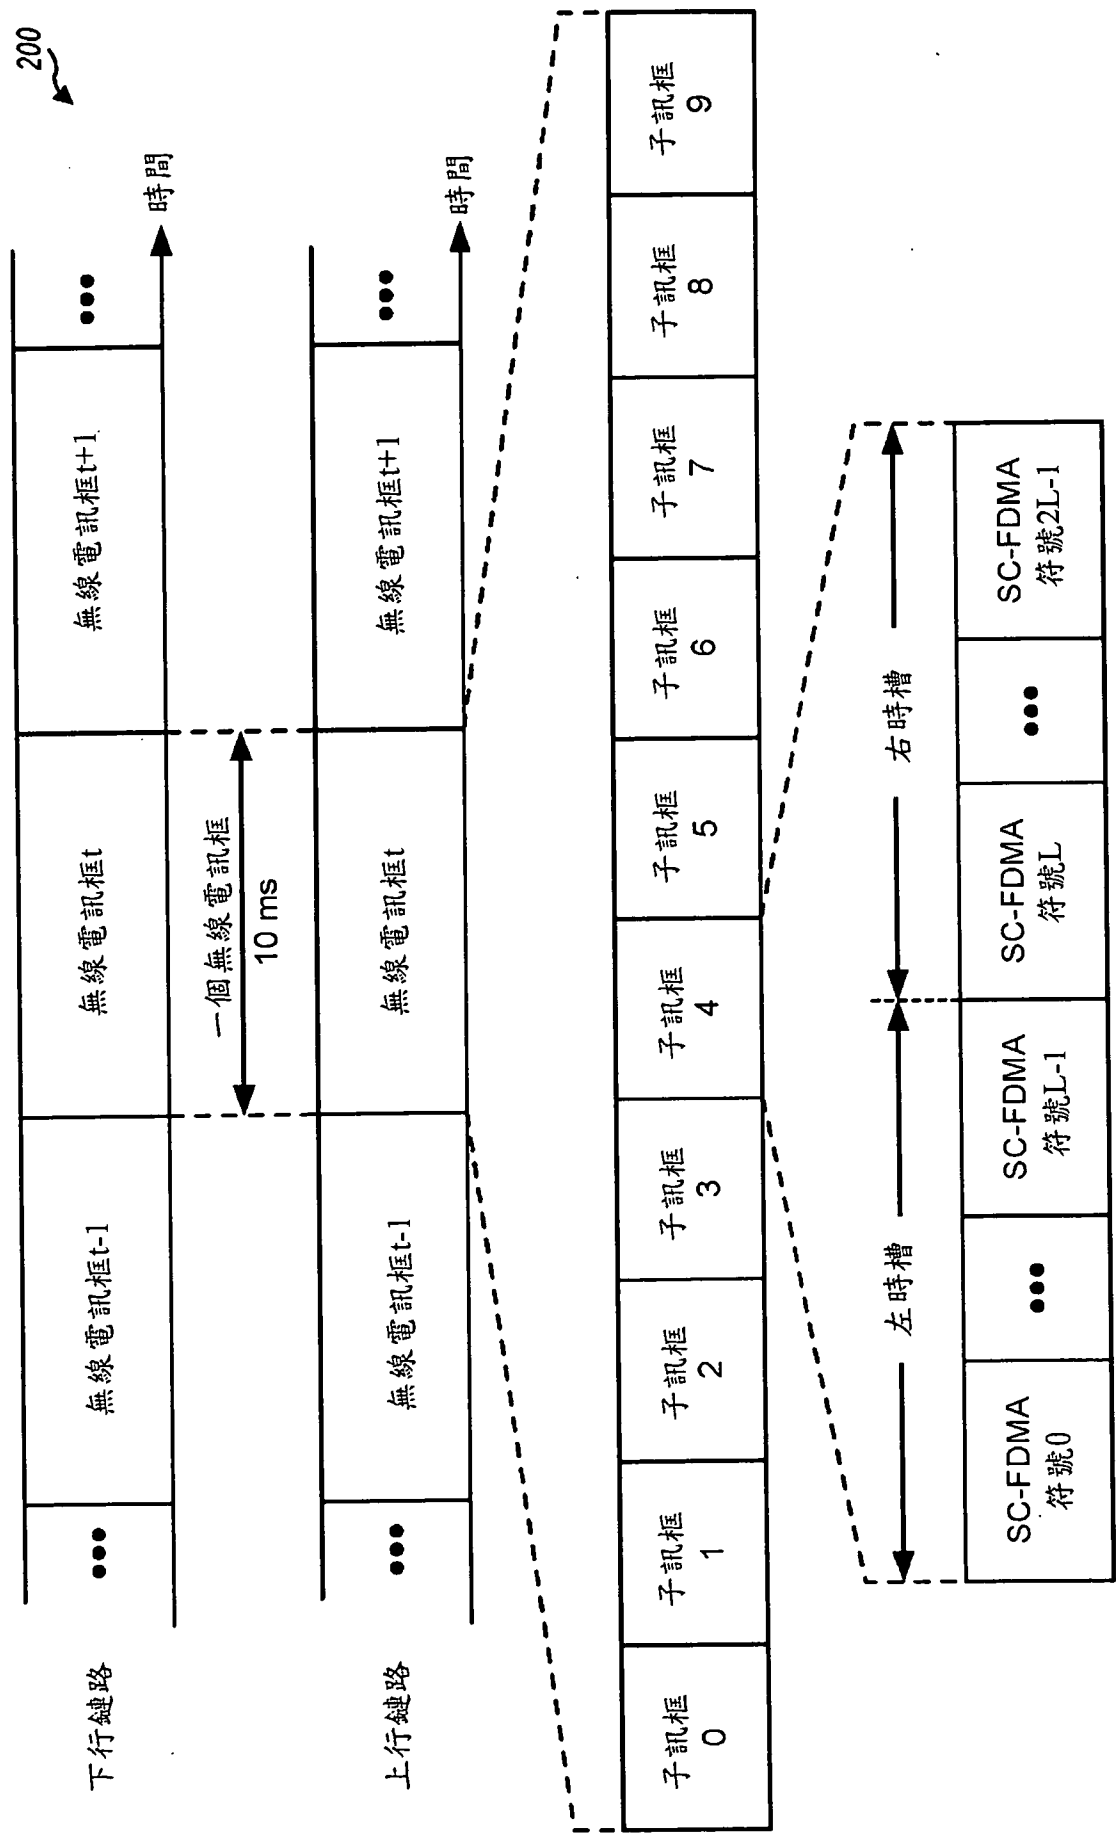 200
下行鏈路
•••
無線電訊框t-1
無線電訊框t
無線電訊框t+1
•••
時間
一個無線電訊框
10 ms
上行鏈路
•••
無線電訊框t-1
無線電訊框t
無線電訊框t+1
•••
時間
子訊框
0
子訊框
1
子訊框
2
子訊框
3
子訊框
4
子訊框
5
子訊框
6
子訊框
7
子訊框
8
子訊框
9
左時槽
右時槽
SC-FDMA
符號0
•••
SC-FDMA
符號L-1
SC-FDMA
符號L
•••
SC-FDMA
符號2L-1